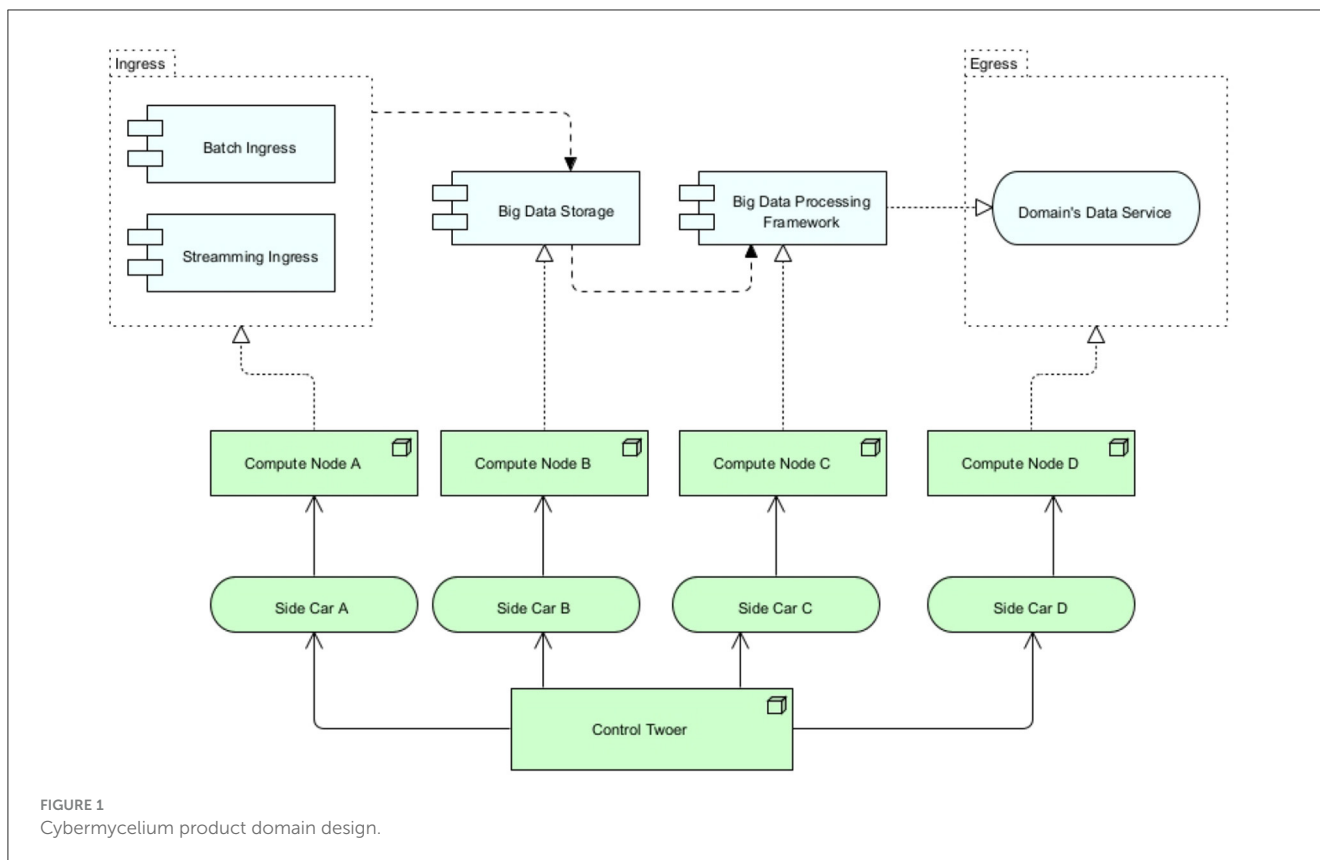 Ingress
Egress
Batch Ingress
Streamming Ingress
Big Data Storage
Big Data Processing
Framework
Domain's Data Service
Compute Node A
Compute Node B
Compute Node C
Compute Node D
Side Car A
Side Car B
Side Car C
Side Car D
Control Twoer
FIGURE 1
Cybermycelium product domain design.